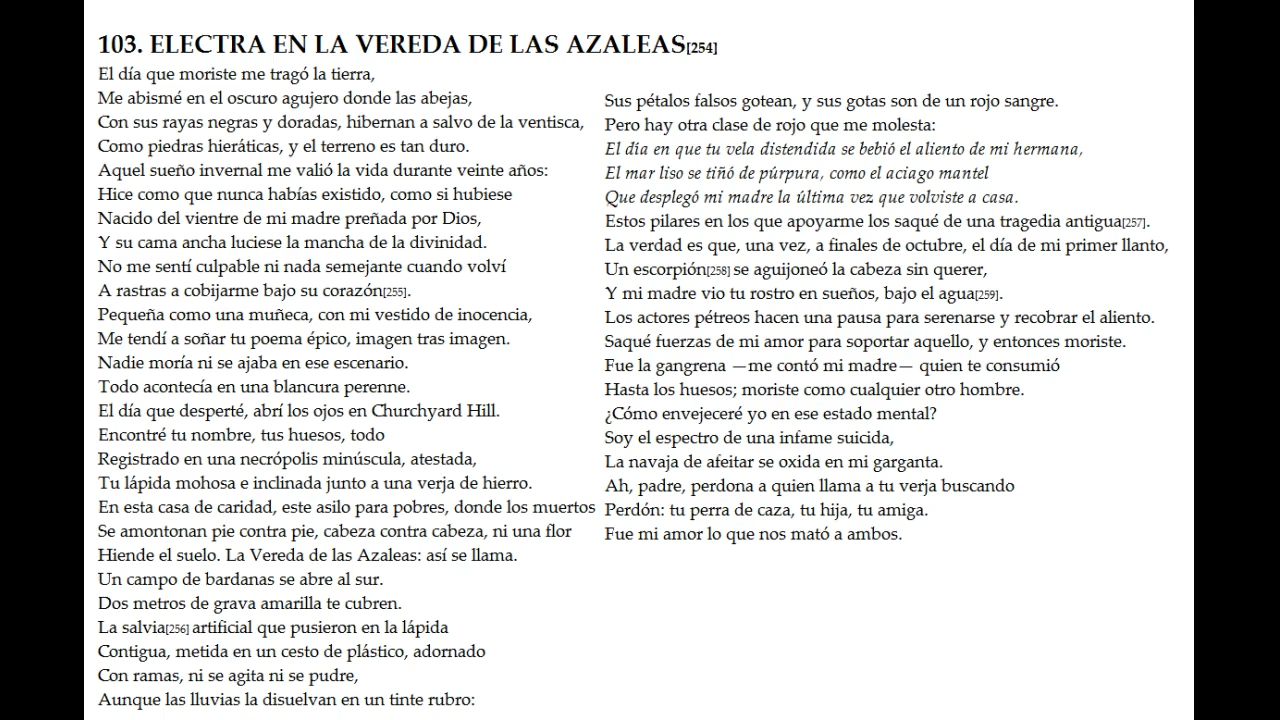 103. ELECTRA EN LA VEREDA DE LAS AZALEAS[254]
El día que moriste me tragó la tierra,
Me abismé en el oscuro agujero donde las abejas,
Con sus rayas negras y doradas, hibernan a salvo de la ventisca,
Como piedras hieráticas, y el terreno es tan duro.
Aquel sueño invernal me valió la vida durante veinte años:
Hice como que nunca habías existido, como si hubiese
Nacido del vientre de mi madre preñada por Dios,
Y su cama ancha luciese la mancha de la divinidad.
No me sentí culpable ni nada semejante cuando volví
A rastras a cobijarme bajo su corazón[255].
Pequeña como una muñeca, con mi vestido de inocencia,
Me tendí a soñar tu poema épico, imagen tras imagen.
Nadie moría ni se ajaba en ese escenario.
Todo acontecía en una blancura perenne.
El día que desperté, abrí los ojos en Churchyard Hill.
Encontré tu nombre, tus huesos, todo
Registrado en una necrópolis minúscula, atestada,
Tu lápida mohosa e inclinada junto a una verja de hierro.
En esta casa de caridad, este asilo para pobres, donde los muertos
Se amontonan pie contra pie, cabeza contra cabeza, ni una flor
Hiende el suelo. La Vereda de las Azaleas: así se llama.
Un campo de bardanas se abre al sur.
Dos metros de grava amarilla te cubren.
La salvia[256] artificial que pusieron en la lápida
Contigua, metida en un cesto de plástico, adornado
Con ramas, ni se agita ni se pudre,
Aunque las lluvias la disuelvan en un tinte rubro:
Sus pétalos falsos gotean, y sus gotas son de un rojo sangre.
Pero hay otra clase de rojo que me molesta:
El día en que tu vela distendida se bebió el aliento de mi hermana,
El mar liso se tiñó de púrpura, como el aciago mantel
Que desplegó mi madre la última vez que volviste a casa.
Estos pilares en los que apoyarme los saqué de una tragedia antigua[257].
La verdad es que, una vez, a finales de octubre, el día de mi primer llanto,
Un escorpión[258] se aguijoneó la cabeza sin querer,
Y mi madre vio tu rostro en sueños, bajo el agua[259].
Los actores pétreos hacen una pausa para serenarse y recobrar el aliento.
Saqué fuerzas de mi amor para soportar aquello, y entonces moriste.
Fue la gangrena —me contó mi madre— quien te consumió
Hasta los huesos; moriste como cualquier otro hombre.
¿Cómo envejeceré yo en ese estado mental?
Soy el espectro de una infame suicida,
La navaja de afeitar se oxida en mi garganta.
Ah, padre, perdona a quien llama a tu verja buscando
Perdón: tu perra de caza, tu hija, tu amiga.
Fue mi amor lo que nos mató a ambos.